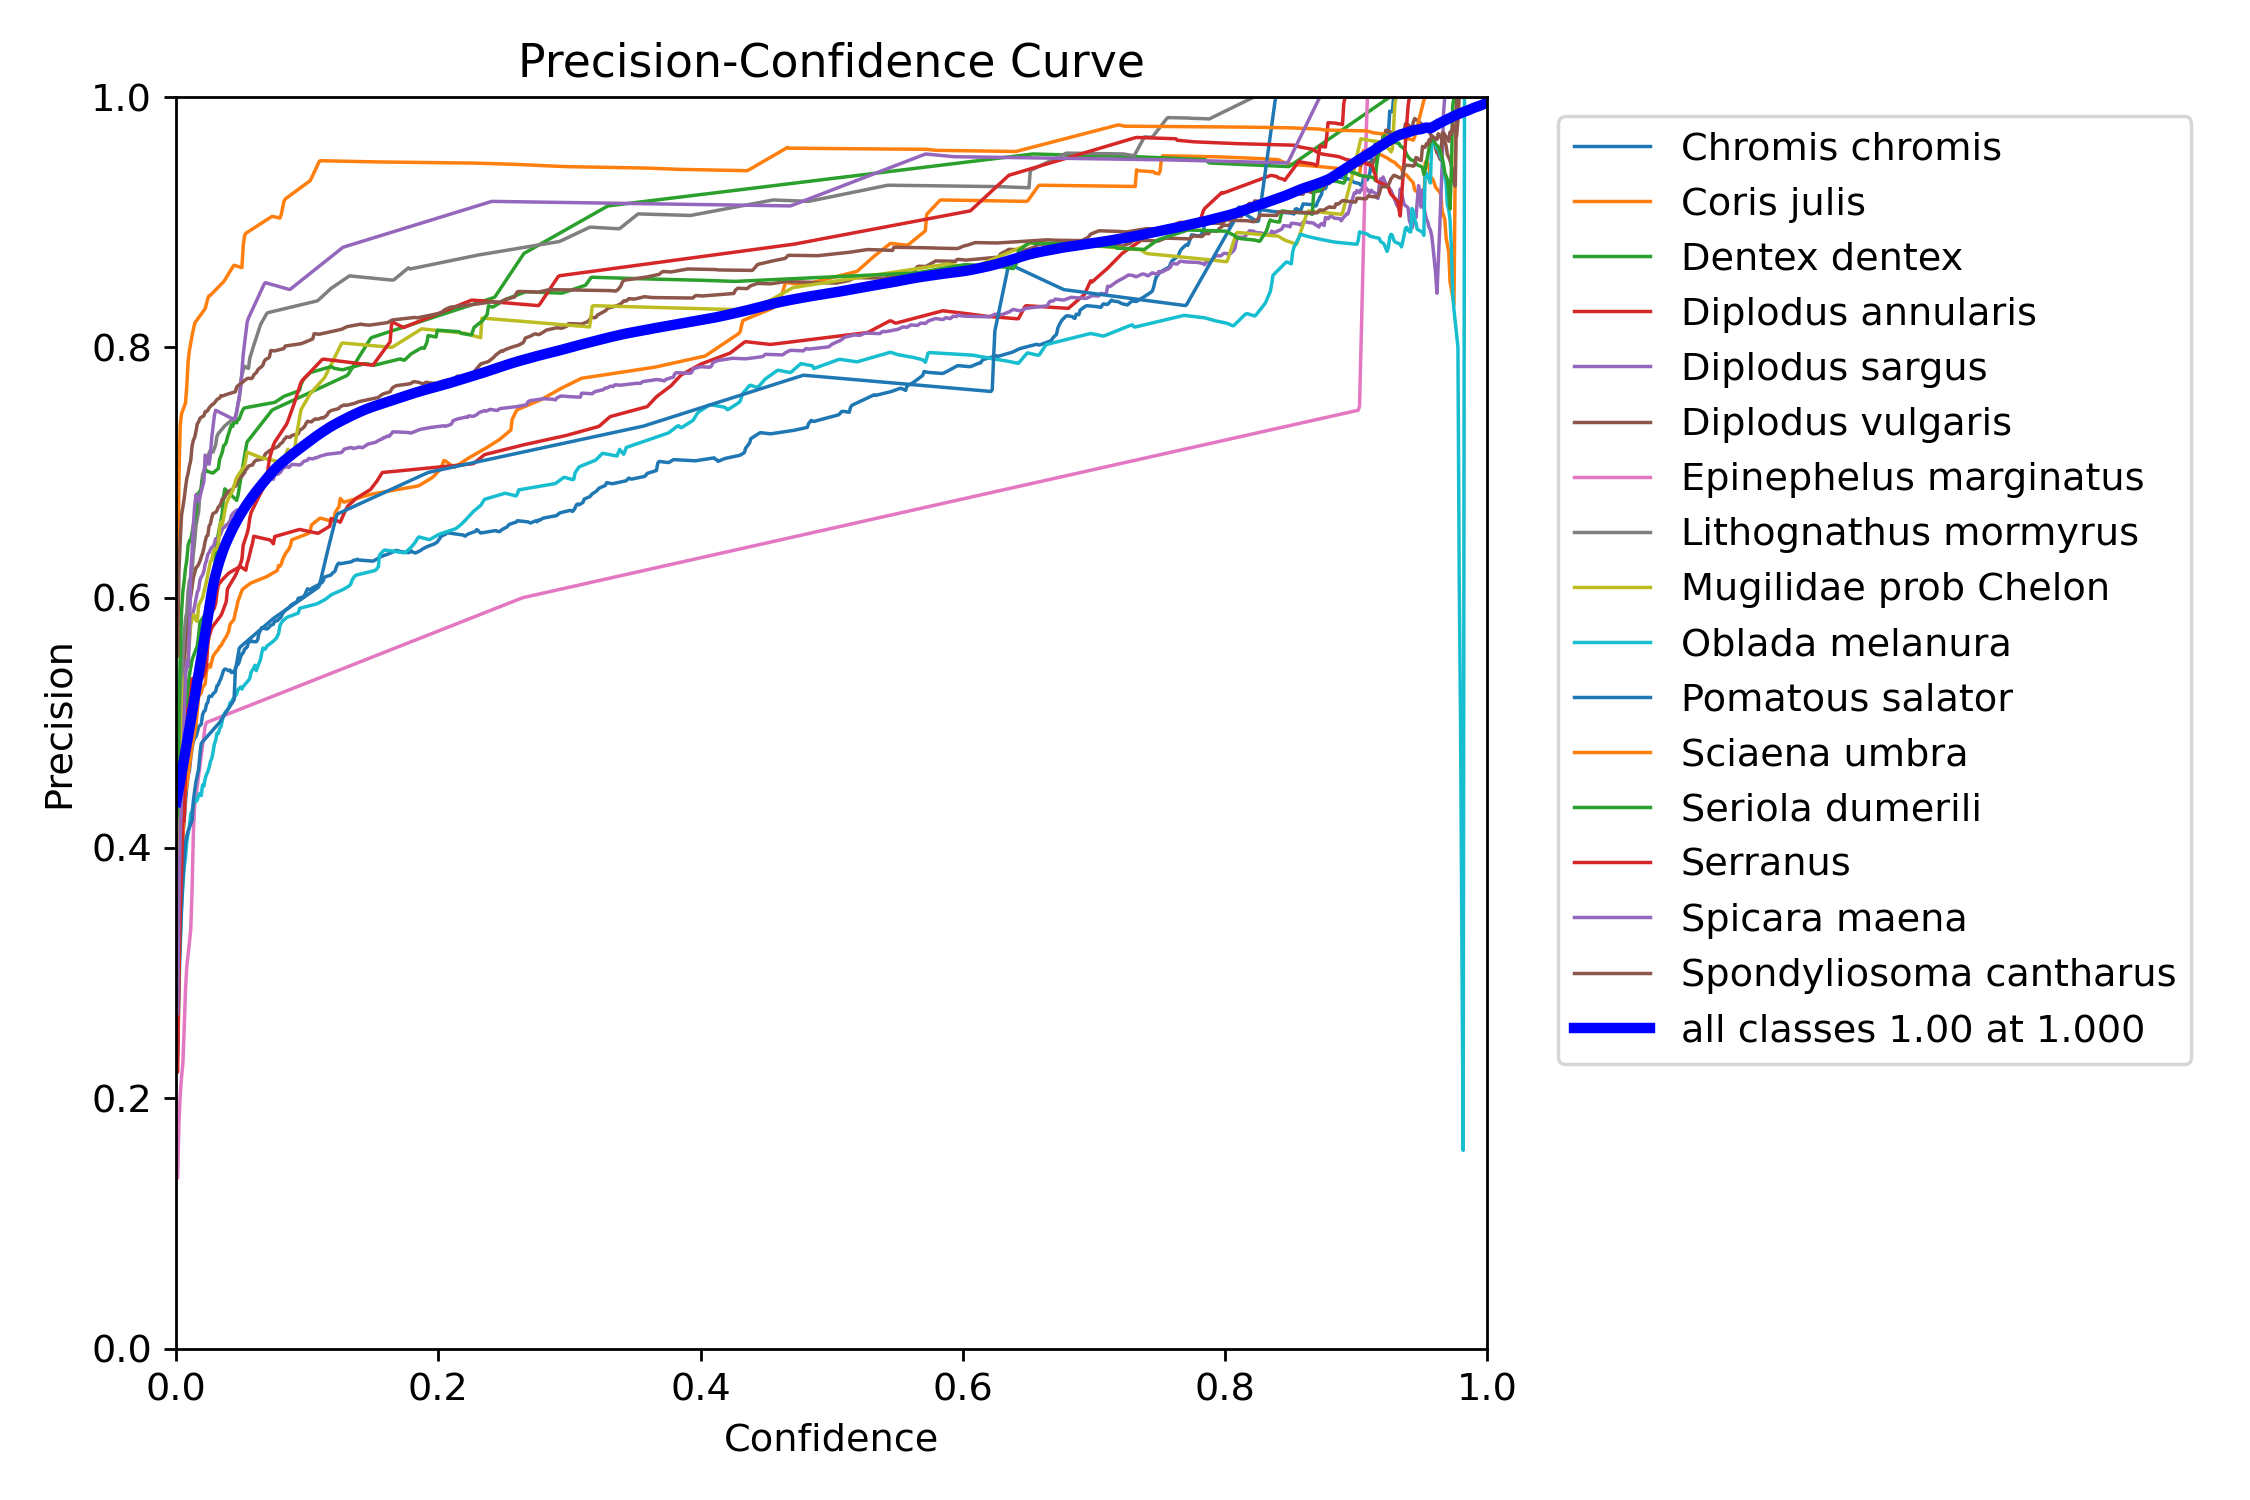 Precision-Confidence Curve
1.0
0.8
0.6
0.4
0.2
0.0
Precision
0.0 0.2 0.4 0.6 0.8 1.0
Confidence
Chromis chromis
Coris julis
Dentex dentex
Diplodus annularis
Diplodus sargus
Diplodus vulgaris
Epinephelus marginatus
Lithognathus mormyrus
Mugilidae prob Chelon
Oblada melanura
Pomatous salator
Sciaena umbra
Seriola dumerili
Serranus
Spicara maena
Spondyliosoma cantharus
all classes 1.00 at 1.000